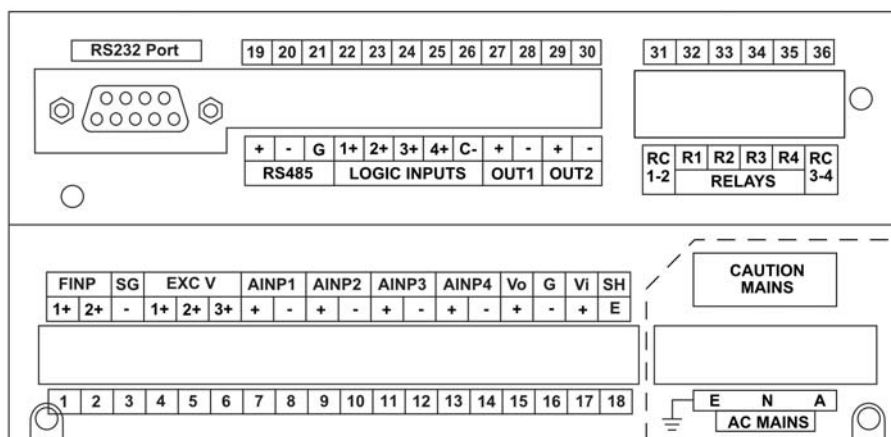 RS232 Port
19 20 21 22 23 24 25 26 27 28 29 30
31 32 33 34 35 36
+ - G 1+ 2+ 3+ 4+ C- + - + -
RS485 LOGIC INPUTS OUT1 OUT2
RC R1 R2 R3 R4 RC
1-2 RELAYS 3-4
CAUTION
MAINS
FINP SG EXC V AINP1 AINP2 AINP3 AINP4 Vo G Vi SH
1+ 2+ - 1+ 2+ 3+ + - + - + - + - + - + E
1 2 3 4 5 6 7 8 9 10 11 12 13 14 15 16 17 18
E N A
AC MAINS